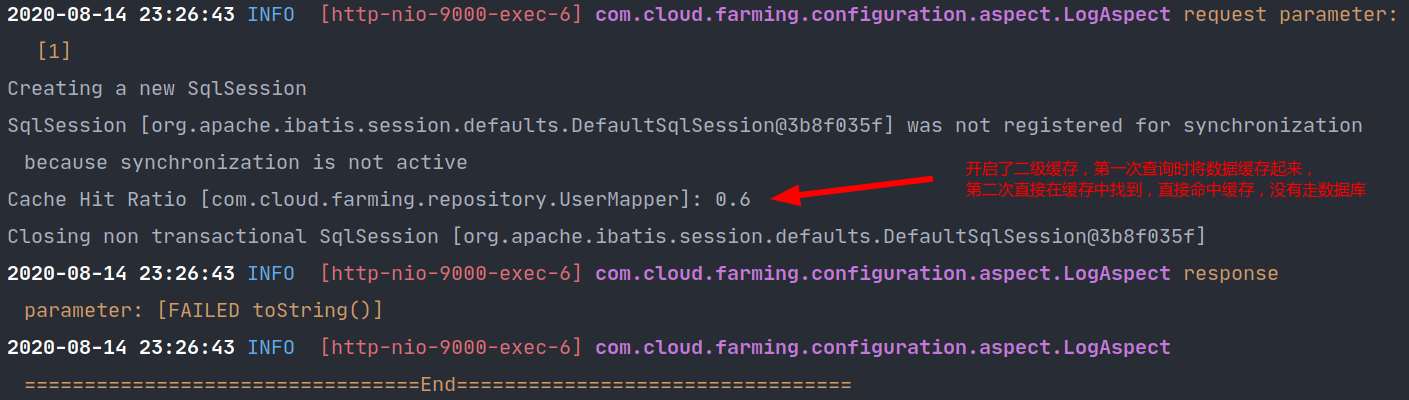 2020-08-14 23:26:43 INFO  [http-nio-9000-exec-6] com.cloud.farming.configuration.aspect.LogAspect request parameter:
[1]
Creating a new SqlSession
SqlSession [org.apache.ibatis.session.defaults.DefaultSqlSession@3b8f035f] was not registered for synchronization
because synchronization is not active
开启了二级缓存，第一次查询时将数据缓存起来，
第二次直接在缓存中找到，直接命中缓存，没有走数据库
Cache Hit Ratio [com.cloud.farming.repository.UserMapper]: 0.6
Closing non transactional SqlSession [org.apache.ibatis.session.defaults.DefaultSqlSession@3b8f035f]
2020-08-14 23:26:43 INFO  [http-nio-9000-exec-6] com.cloud.farming.configuration.aspect.LogAspect response
parameter: [FAILED toString()]
2020-08-14 23:26:43 INFO  [http-nio-9000-exec-6] com.cloud.farming.configuration.aspect.LogAspect
=================================End=================================